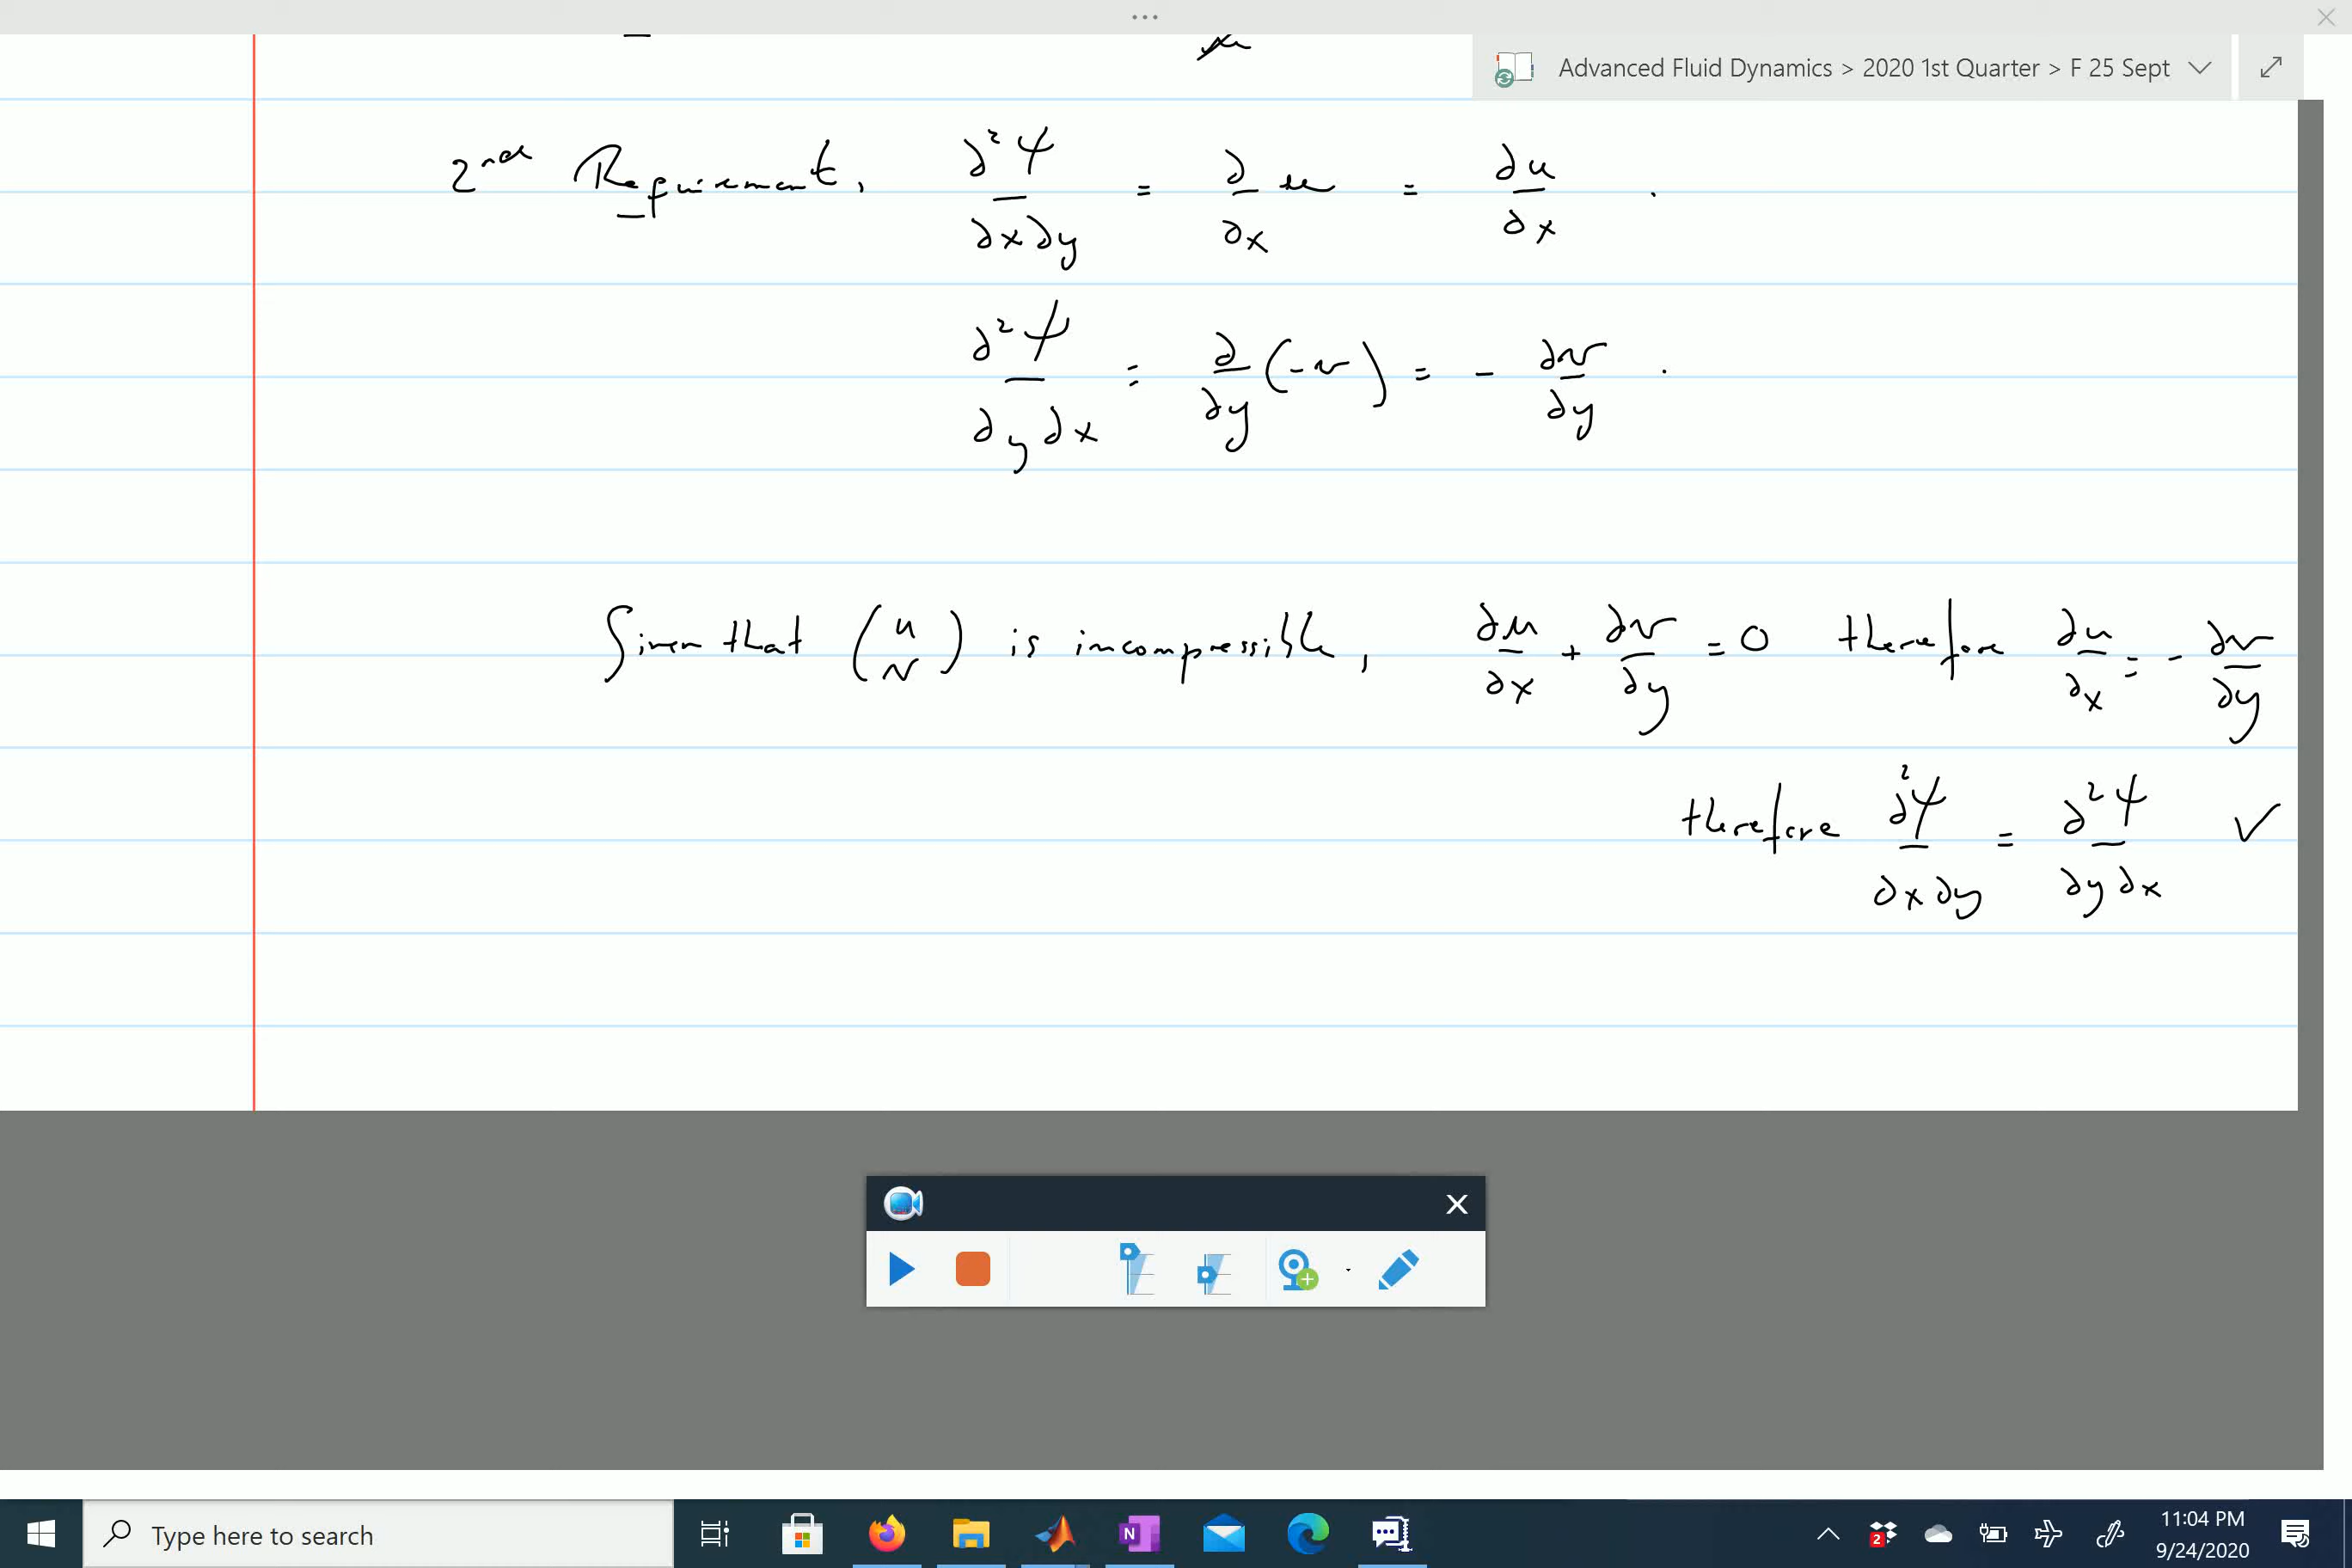 Advanced Fluid Dynamics > 2020 1st Quarter > F 25 Sept
2nd Requirement, ∂²ψ/∂x∂y = ∂/∂x u = ∂u/∂x .
∂²ψ/∂y∂x = ∂/∂y (-v) = - ∂v/∂y .
Given that (u v) is incompressible, ∂u/∂x + ∂v/∂y = 0 therefore ∂u/∂x = - ∂v/∂y
therefore ∂²ψ/∂x∂y = ∂²ψ/∂y∂x ✓
Type here to search
N
2
11:04 PM
9/24/2020